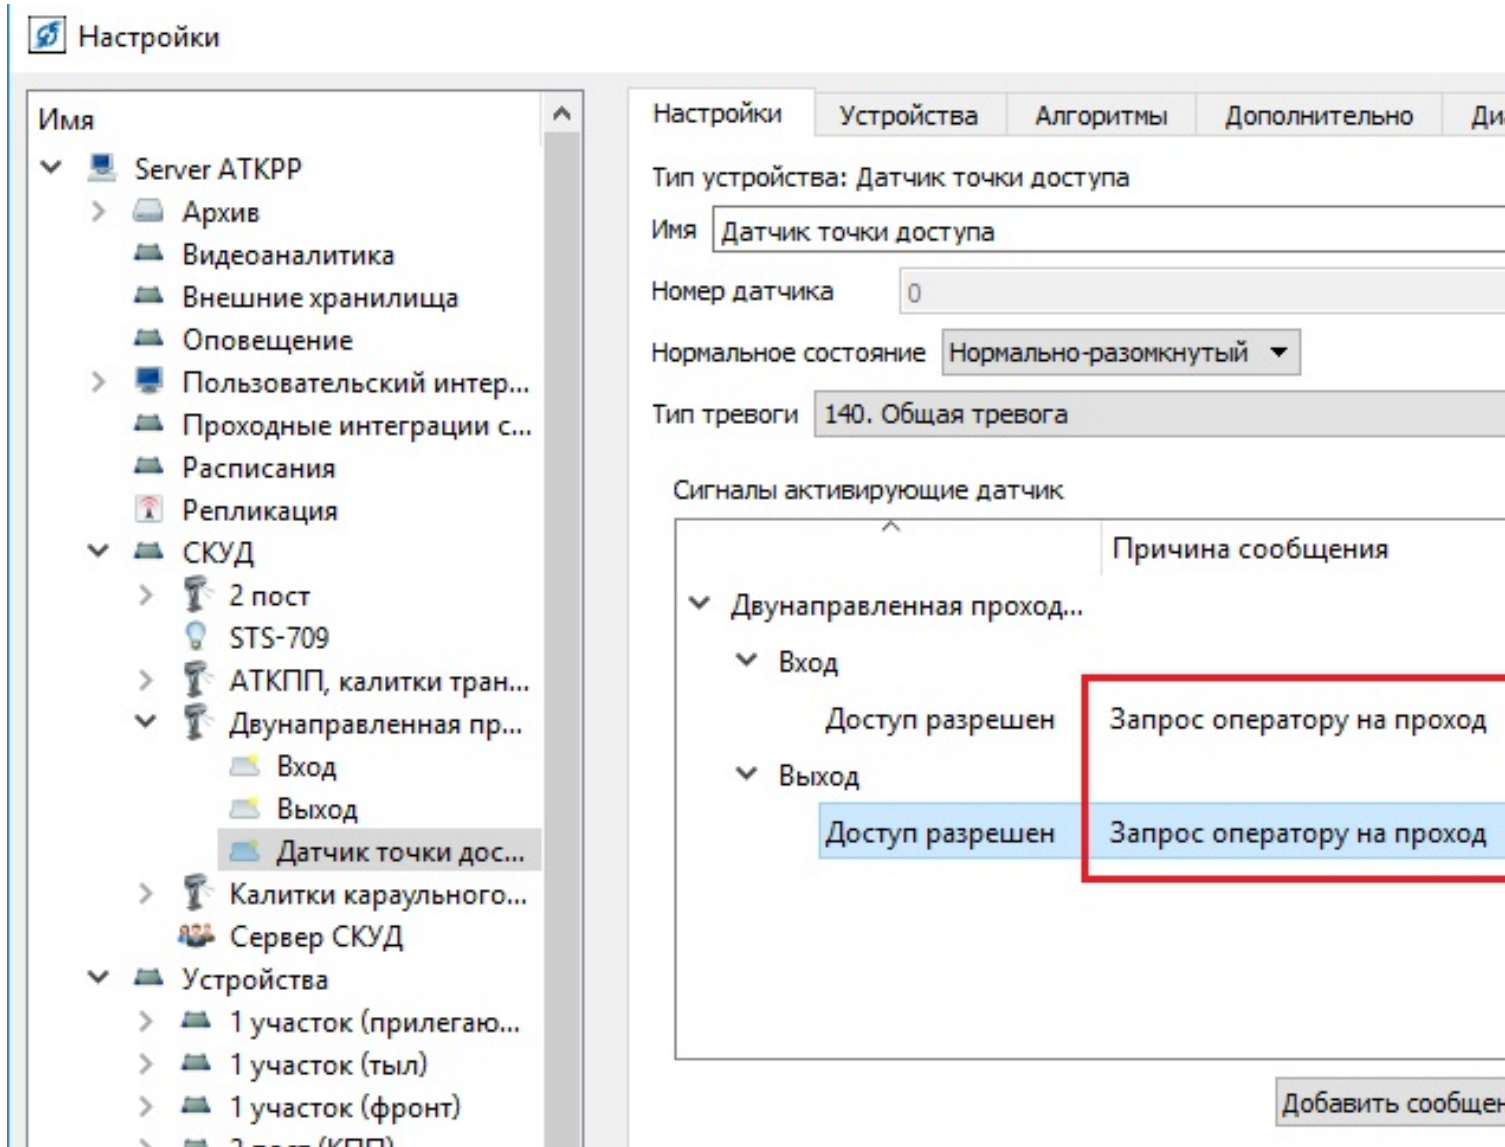 Настройки
Имя
Server АТКРР
Архив
Видеоаналитика
Внешние хранилища
Оповещение
Пользовательский интер...
Проходные интеграции с...
Расписания
Репликация
СКУД
2 пост
STS-709
АТКПП, калитки тран...
Двунаправленная пр...
Вход
Выход
Датчик точки дос...
Калитки караульного...
Сервер СКУД
Устройства
1 участок (прилегаю...
1 участок (тыл)
1 участок (фронт)
Настройки Устройства Алгоритмы Дополнительно
Тип устройства: Датчик точки доступа
Имя Датчик точки доступа
Номер датчика 0
Нормальное состояние Нормально-разомкнутый
Тип тревоги 140. Общая тревога
Сигналы активирующие датчик
Причина сообщения
Двунаправленная проход...
Вход
Доступ разрешен Запрос оператору на проход
Выход
Доступ разрешен Запрос оператору на проход
Добавить сообщен